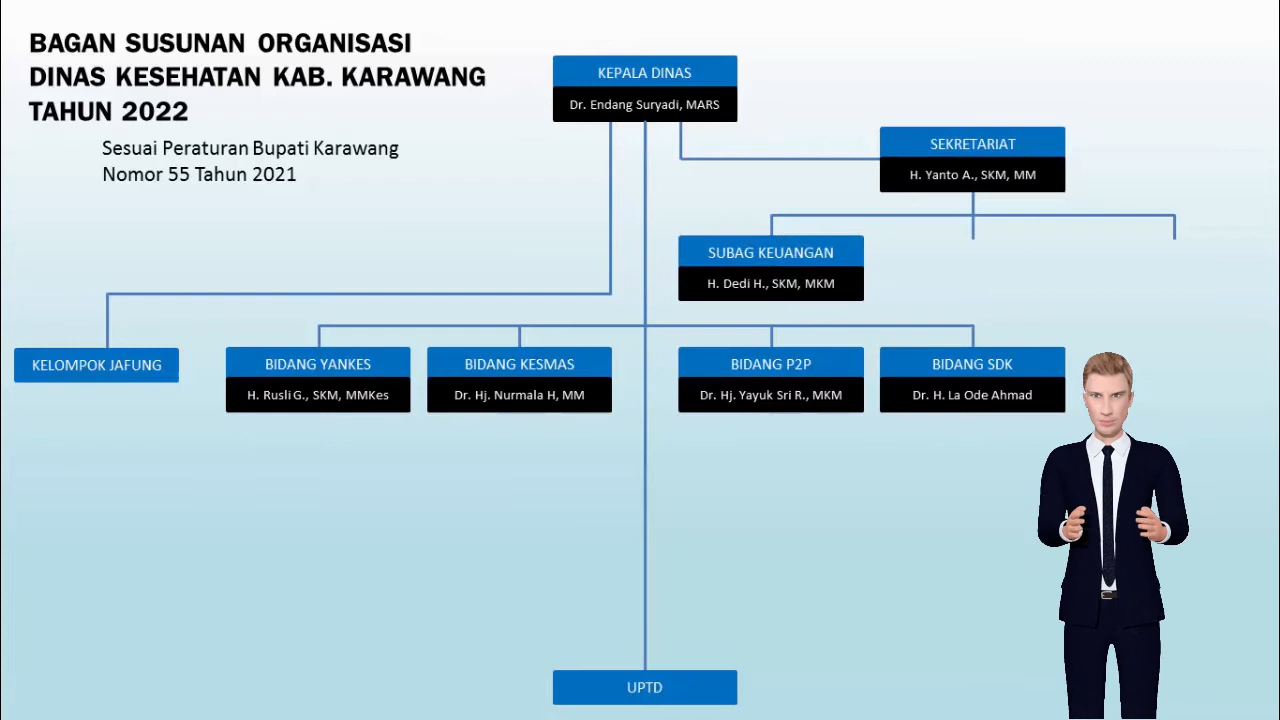 BAGAN SUSUNAN ORGANISASI
DINAS KESEHATAN KAB. KARAWANG
TAHUN 2022
Sesuai Peraturan Bupati Karawang
Nomor 55 Tahun 2021
KEPALA DINAS
Dr. Endang Suryadi, MARS
SEKRETARIAT
H. Yanto A., SKM, MM
SUBAG KEUANGAN
H. Dedi H., SKM, MKM
KELOMPOK JAFUNG
BIDANG YANKES
H. Rusli G., SKM, MMKes
BIDANG KESMAS
Dr. Hj. Nurmala H, MM
BIDANG P2P
Dr. Hj. Yayuk Sri R., MKM
BIDANG SDK
Dr. H. La Ode Ahmad
UPTD